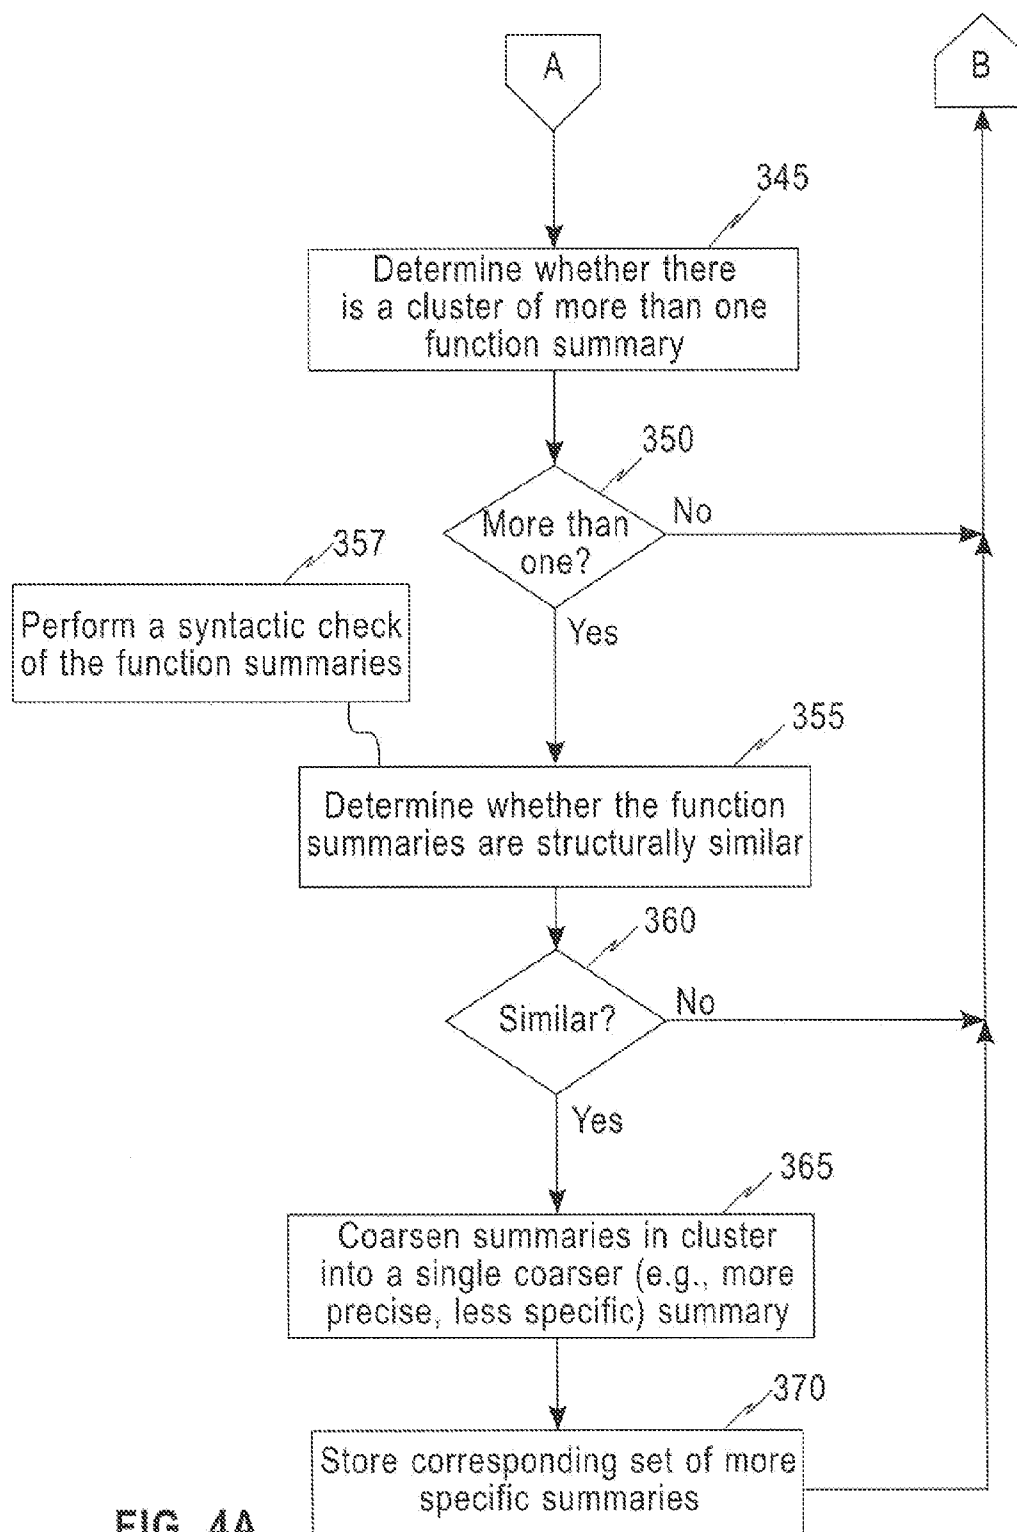 A
B
345
Determine whether there
is a cluster of more than one
function summary
350
More than
one?
No
357
Perform a syntactic check
of the function summaries
Yes
355
Determine whether the function
summaries are structurally similar
360
Similar?
No
Yes
365
Coarsen summaries in cluster
into a single coarser (e.g., more
precise, less specific) summary
370
Store corresponding set of more
specific summaries
FIG. 4A